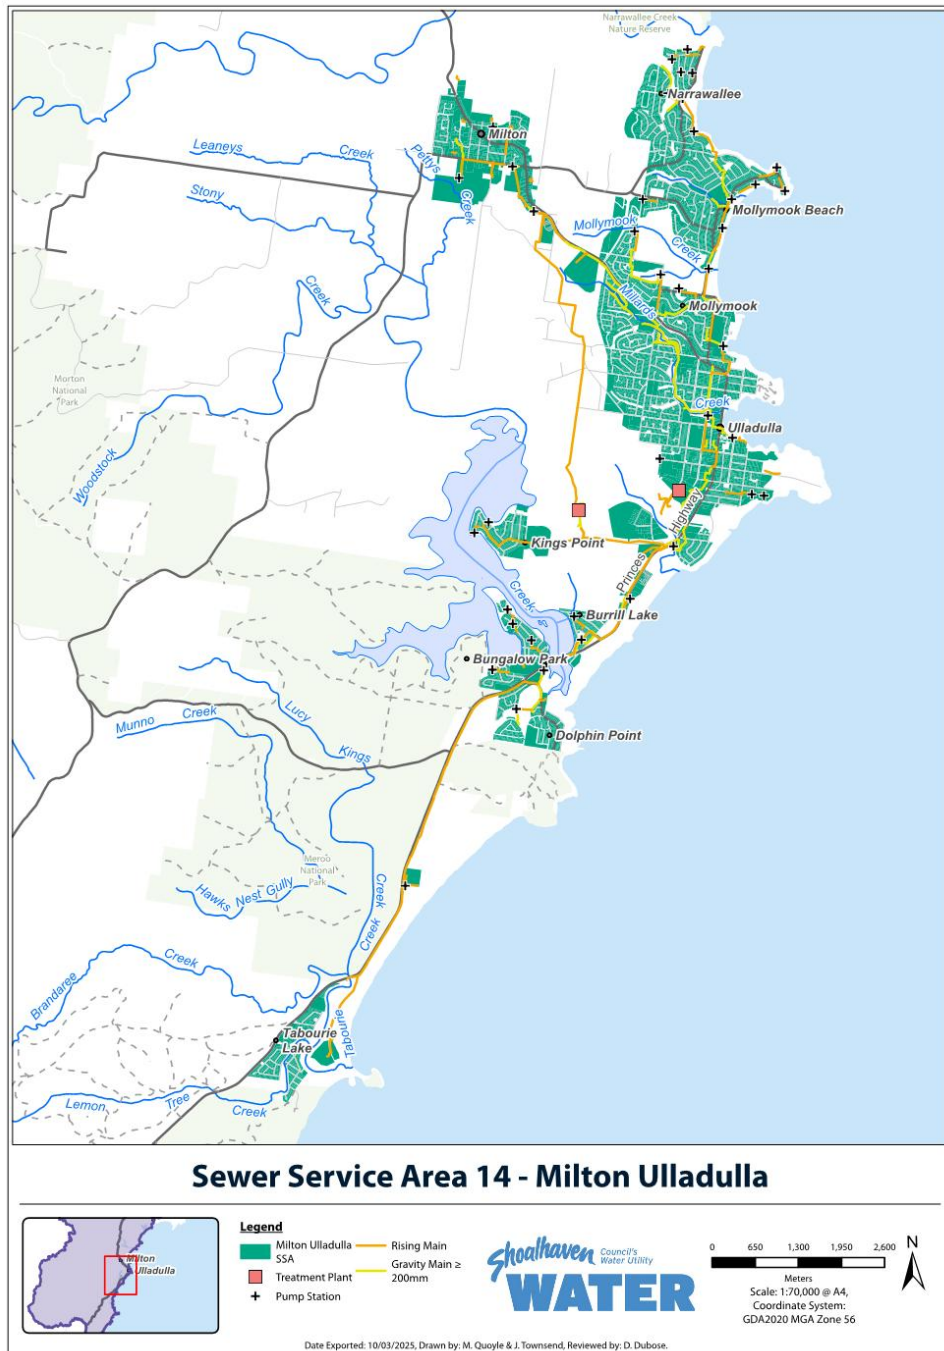 Narrawallee Creek
Nature Reserve
Narrawallee
Milton
Leaneys
Creek
Pettys
Creek
Stony
Mollymook Beach
Mollymook
Creek
Creek
Millards
Mollymook
Morton
National
Park
Creek
Ulladulla
Woodstock
Highway
Princes
Kings Point
Creek
Burrill Lake
Bungalow Park
Lucy
Munno
Creek
Kings
Dolphin Point
Meroo
National
Park
Hawks
Nest
Gully
Creek
Creek
Brandaree
Creek
Tabourie
Lake
Tabourie
Lemon
Tree
Creek
Sewer Service Area 14 - Milton Ulladulla
Milton
Ulladulla
Legend
Milton Ulladulla
SSA
Treatment Plant
Pump Station
Rising Main
Gravity Main ≥
200mm
Shoalhaven
Council's
Water Utility
WATER
0 650 1,300 1,950 2,600
Meters
N
Scale: 1:70,000 @ A4,
Coordinate System:
GDA2020 MGA Zone 56
Date Exported: 10/03/2025, Drawn by: M. Quoyle & J. Townsend, Reviewed by: D. Dubose.